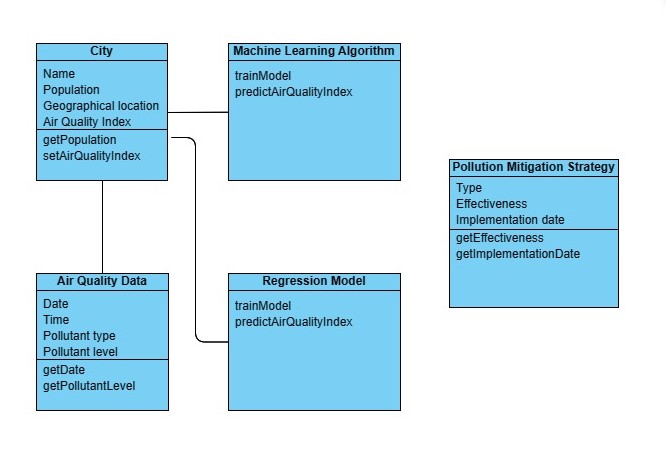 City
Name
Population
Geographical location
Air Quality Index
getPopulation
setAirQualityIndex
Machine Learning Algorithm
trainModel
predictAirQualityIndex
Pollution Mitigation Strategy
Type
Effectiveness
Implementation date
getEffectiveness
getImplementationDate
Air Quality Data
Date
Time
Pollutant type
Pollutant level
getDate
getPollutantLevel
Regression Model
trainModel
predictAirQualityIndex